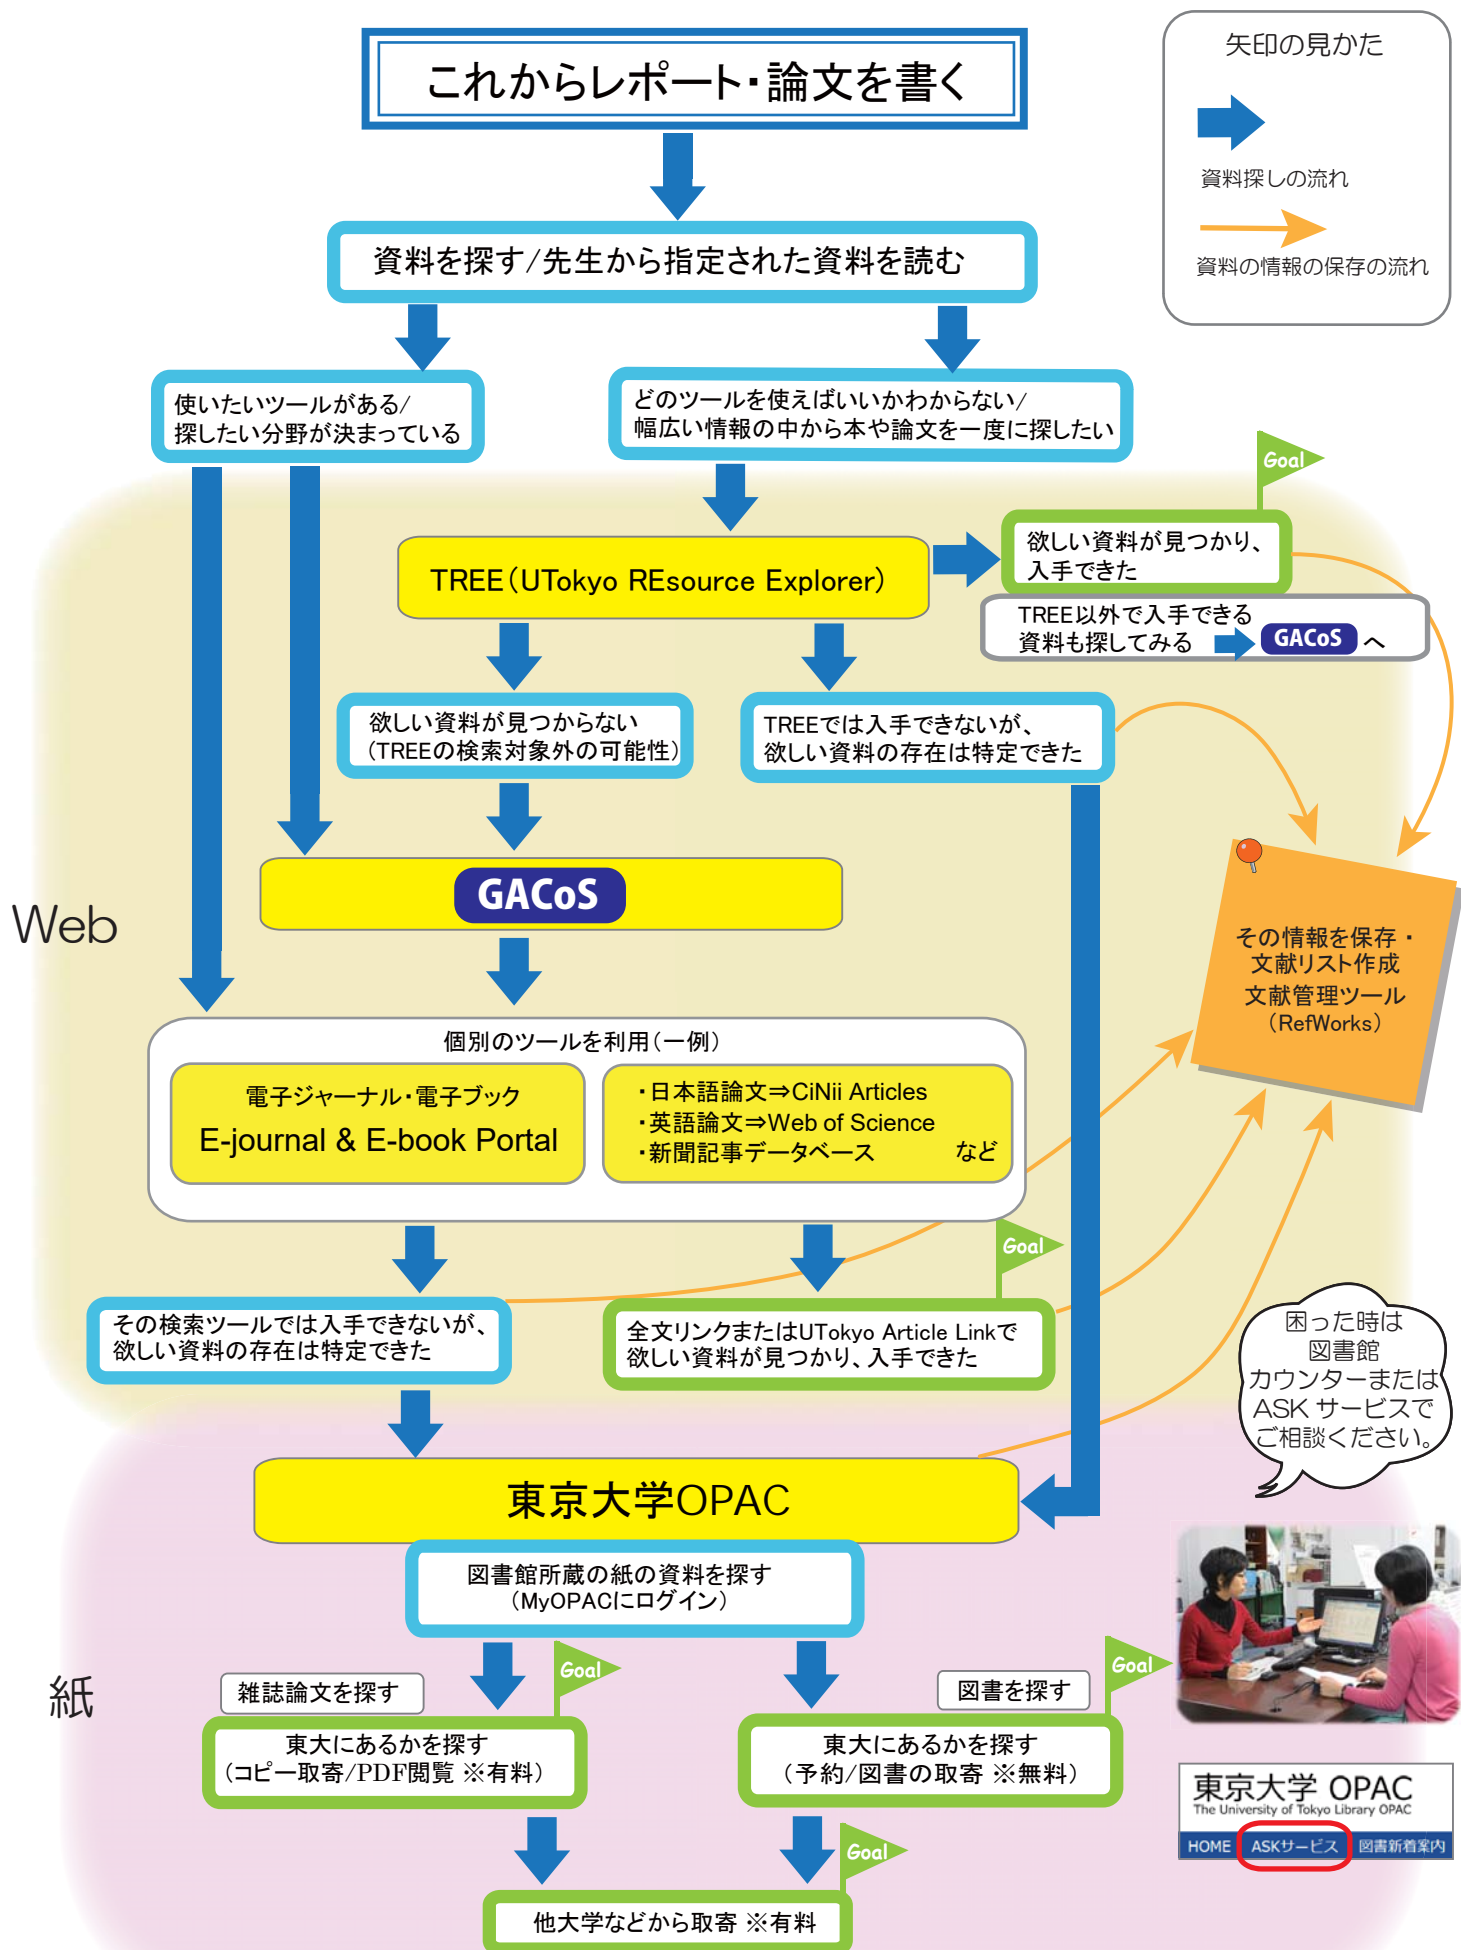 これからレポート・論文を書く
矢印の見かた
資料探しの流れ
資料の情報の保存の流れ
資料を探す/先生から指定された資料を読む
使いたいツールがある/
探したい分野が決まっている
どのツールを使えばいいかわからない/
幅広い情報の中から本や論文を一度に探したい
Goal
TREE(UTokyo REsource Explorer)
欲しい資料が見つかり、
入手できた
TREE以外で入手できる
資料も探してみる GACoS へ
欲しい資料が見つからない
(TREEの検索対象外の可能性)
TREEでは入手できないが、
欲しい資料の存在は特定できた
Web
GACoS
その情報を保存・
文献リスト作成
文献管理ツール
(RefWorks)
個別のツールを利用(一例)
電子ジャーナル・電子ブック
E-journal & E-book Portal
・日本語論文⇒CiNii Articles
・英語論文⇒Web of Science
・新聞記事データベース など
Goal
その検索ツールでは入手できないが、
欲しい資料の存在は特定できた
全文リンクまたはUTokyo Article Linkで
欲しい資料が見つかり、入手できた
困った時は
図書館
カウンターまたは
ASK サービスで
ご相談ください。
東京大学OPAC
図書館所蔵の紙の資料を探す
(MyOPACにログイン)
紙
雑誌論文を探す
Goal
図書を探す
Goal
東大にあるかを探す
(コピー取寄/PDF閲覧 ※有料)
東大にあるかを探す
(予約/図書の取寄 ※無料)
東京大学 OPAC
The University of Tokyo Library OPAC
HOME ASKサービス 図書新着案内
Goal
他大学などから取寄 ※有料